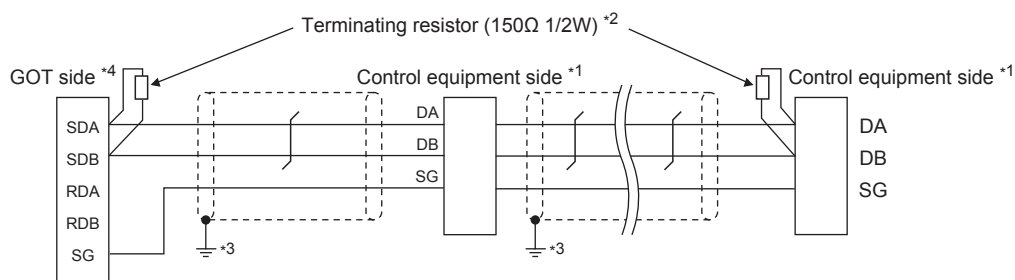 Terminating resistor (150Ω 1/2W) *2
GOT side *4
Control equipment side *1
Control equipment side *1
SDA
SDB
RDA
RDB
SG
DA
DB
SG
DA
DB
SG
*3
*3